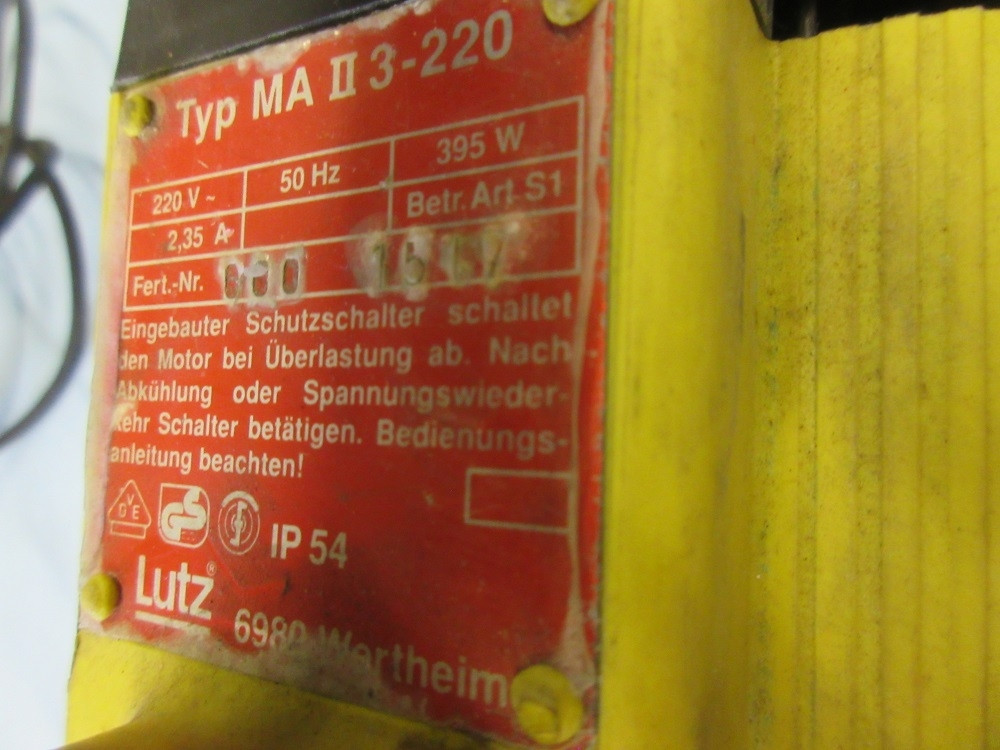 Typ MA II 3-220
220 V ~ 50 Hz 395 W
2,35 A Betr. Art S1
Fert.-Nr.
Eingebauter Schutzschalter schaltet
den Motor bei Überlastung ab. Nach
Abkühlung oder Spannungswieder-
kehr Schalter betätigen. Bedienungs-
anleitung beachten!
VDE GS IP 54
Lutz®
6980 Wertheim